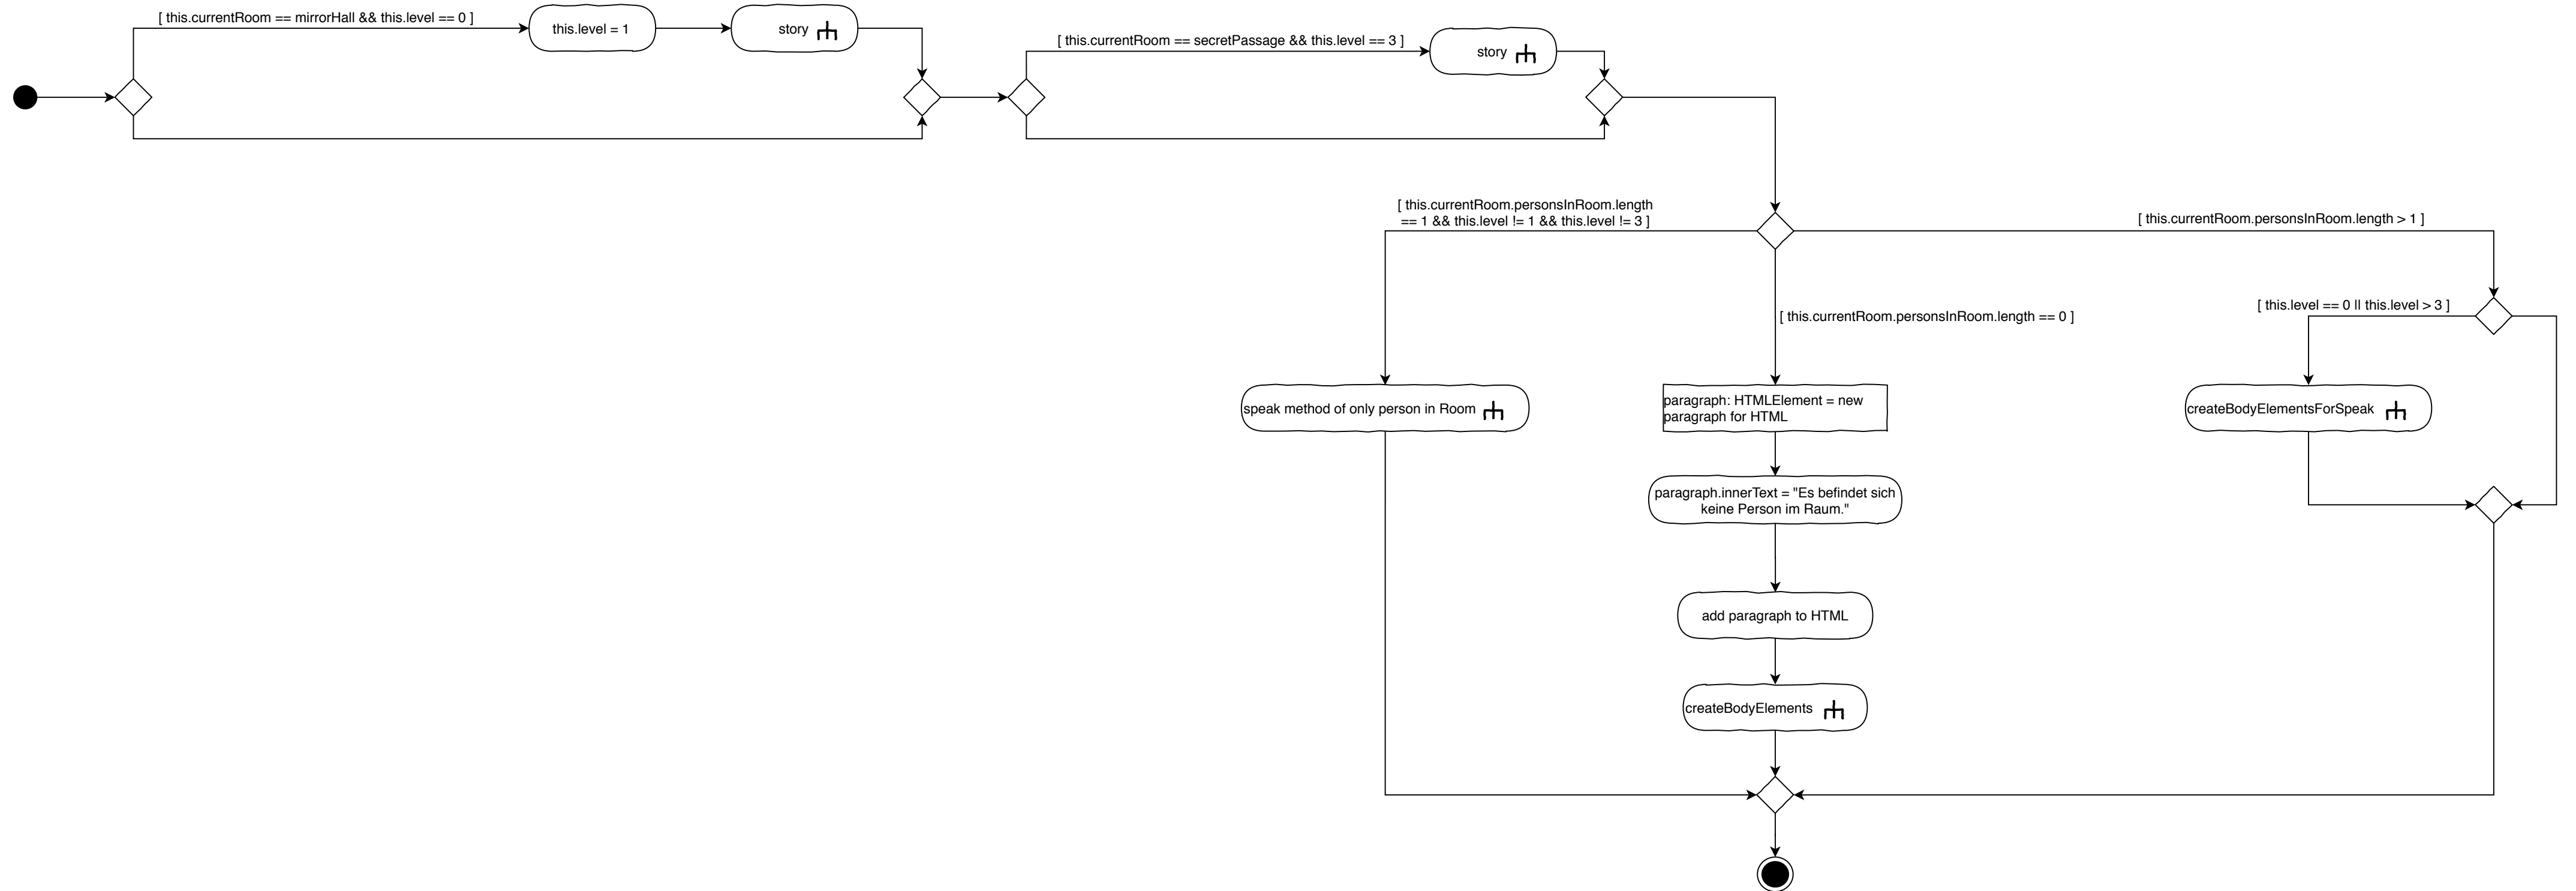 [ this.currentRoom == mirrorHall && this.level == 0 ]
this.level = 1
story
[ this.currentRoom == secretPassage && this.level == 3 ]
story
[ this.currentRoom.personsInRoom.length
== 1 && this.level != 1 && this.level != 3 ]
[ this.currentRoom.personsInRoom.length > 1 ]
[ this.level == 0 || this.level > 3 ]
[ this.currentRoom.personsInRoom.length == 0 ]
speak method of only person in Room
paragraph: HTMLElement = new
paragraph for HTML
createBodyElementsForSpeak
paragraph.innerText = "Es befindet sich
keine Person im Raum."
add paragraph to HTML
createBodyElements